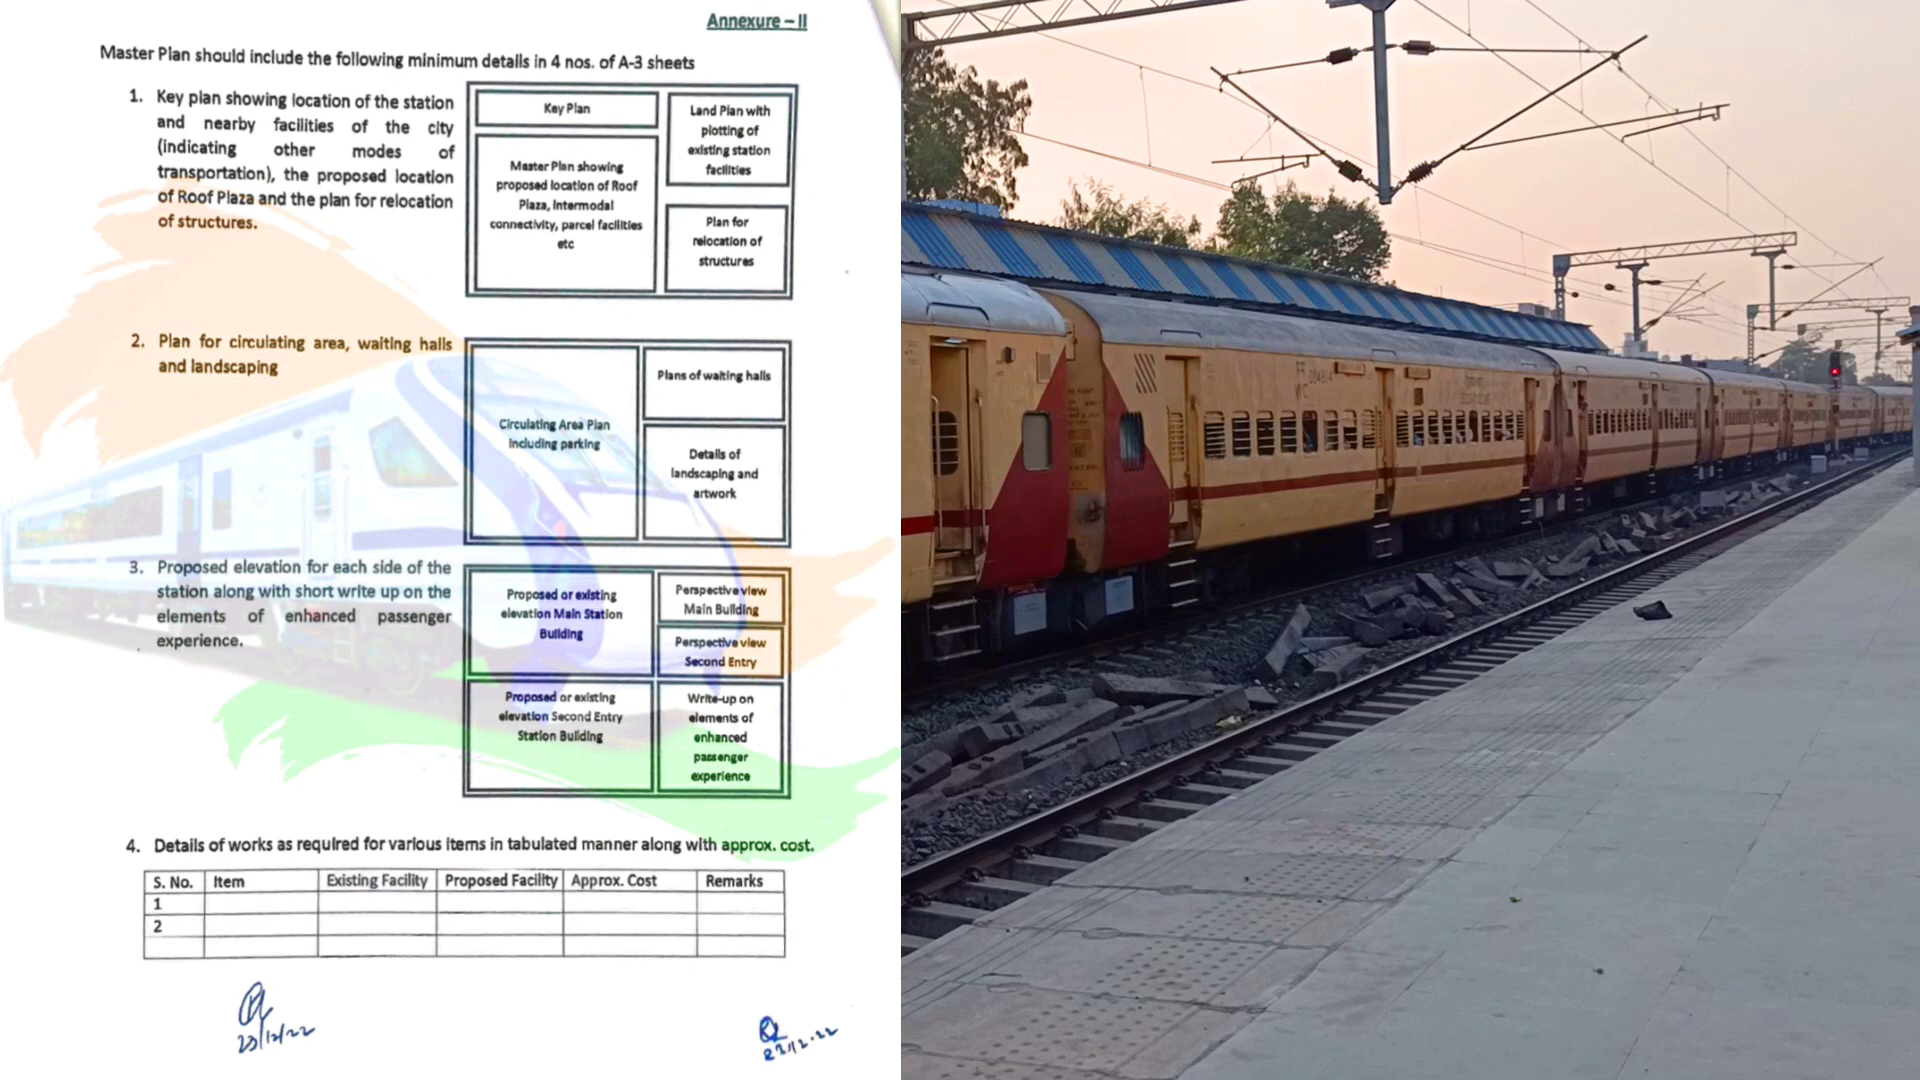 Annexure – II
Master Plan should include the following minimum details in 4 nos. of A-3 sheets
1. Key plan showing location of the station
and nearby facilities of the city
(indicating other modes of
transportation), the proposed location
of Roof Plaza and the plan for relocation
of structures.
Key Plan
Master Plan showing
proposed location of Roof
Plaza, Intermodal
connectivity, parcel facilities
etc
Land Plan with
plotting of
existing station
facilities
Plan for
relocation of
structures
2. Plan for circulating area, waiting halls
and landscaping
Circulating Area Plan
Including parking
Plans of waiting halls
Details of
landscaping and
artwork
3. Proposed elevation for each side of the
station along with short write up on the
elements of enhanced passenger
experience.
Proposed or existing
elevation Main Station
Building
Perspective view
Main Building
Perspective view
Second Entry
Proposed or existing
elevation Second Entry
Station Building
Write-up on
elements of
enhanced
passenger
experience
4. Details of works as required for various items in tabulated manner along with approx. cost.
S. No. Item Existing Facility Proposed Facility Approx. Cost Remarks
1
2
23/12/22